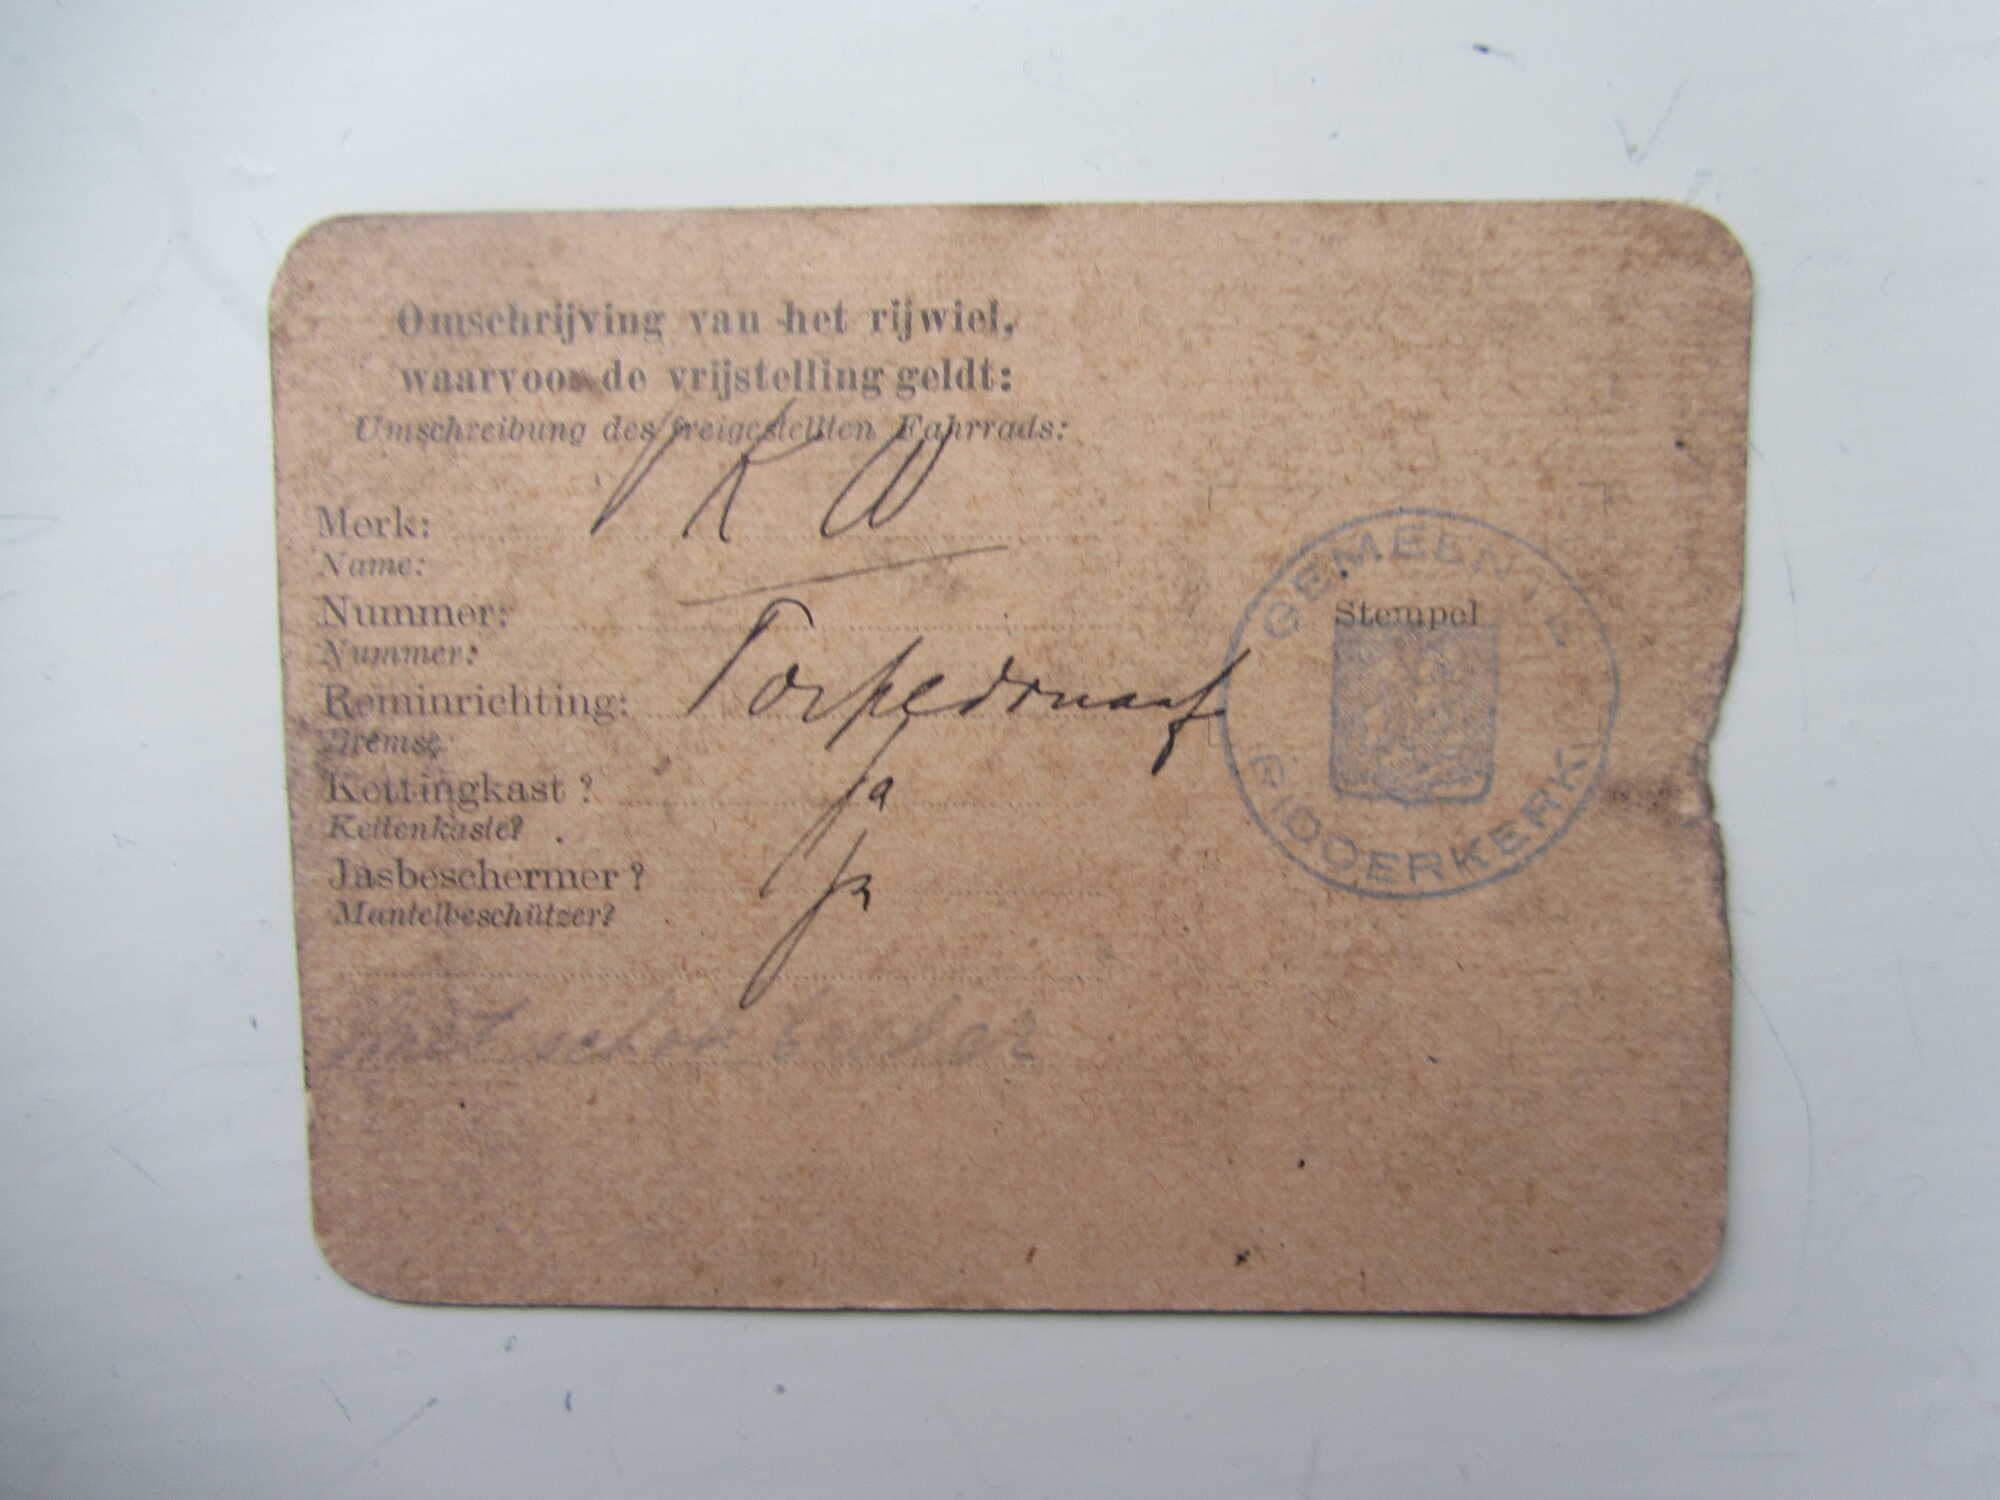 Omschrijving van het rijwiel,
waarvoor de vrijstelling geldt:
Umschreibung des freigestellten Fahrrads:
Merk:
Name:
Nummer:
Nummer:
Reminrichting: Torpedonaaf
Bremse
Kettingkast? ja
Kettenkaste?
Jasbeschermer? ja
Mantelbeschützer?
met
GEMEENTE
Stempel
RIDDERKERK